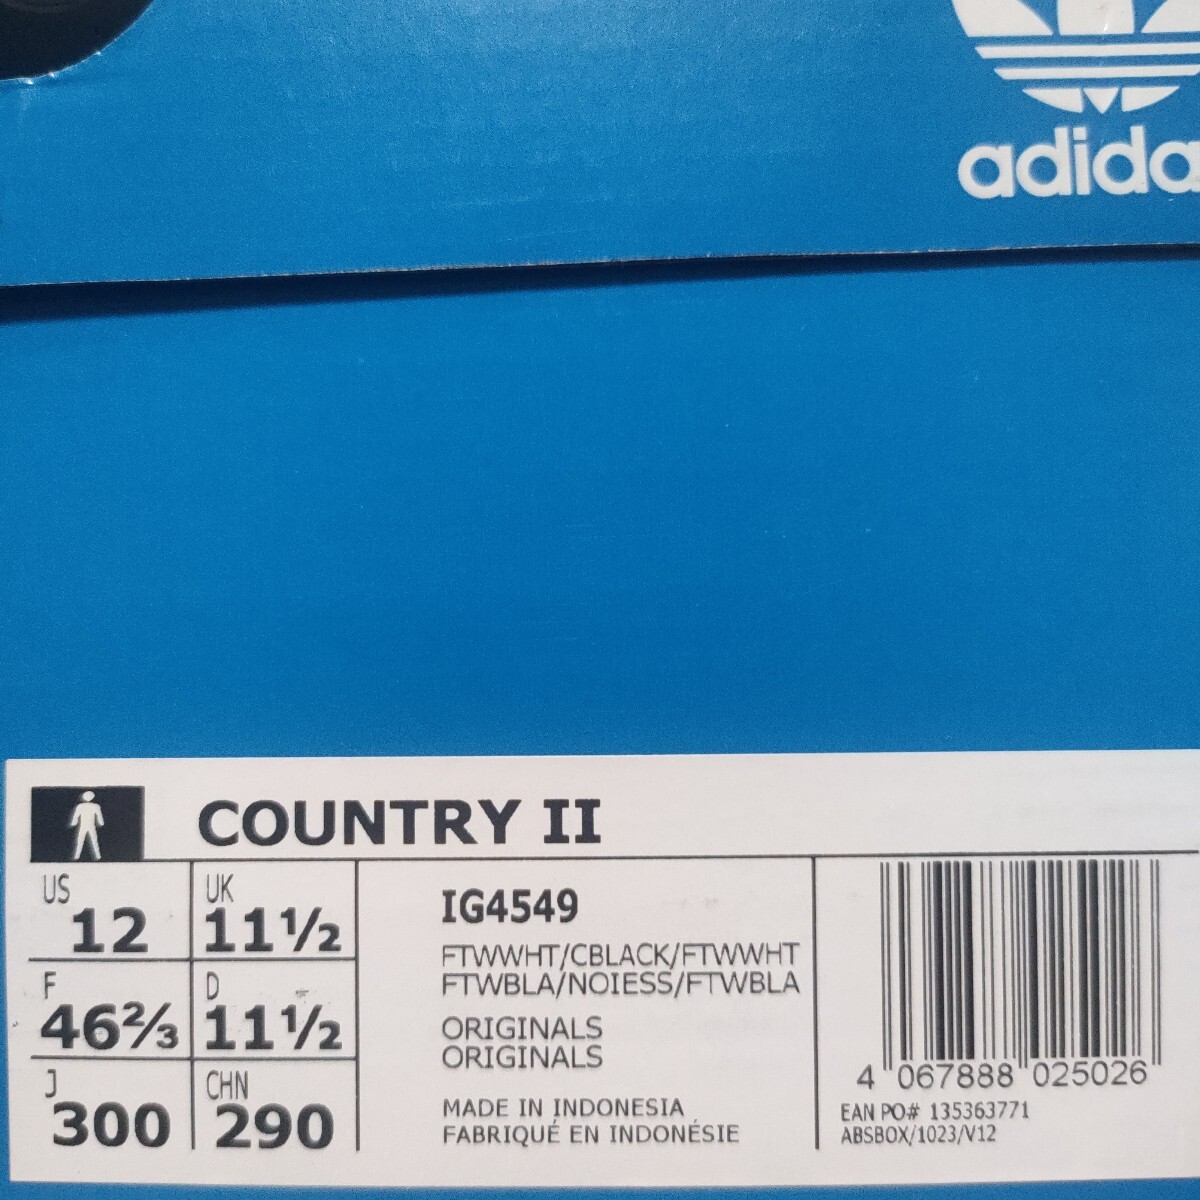 adidas
COUNTRY II
US 12 UK 11½
F 46⅔ D 11½
J 300 CHN 290
IG4549
FTWWHT/CBLACK/FTWWHT
FTWBLA/NOIESS/FTWBLA
ORIGINALS
ORIGINALS
MADE IN INDONESIA
FABRIQUÉ EN INDONÉSIE
4 067888 025026
EAN PO# 135363771
ABSBOX/1023/V12